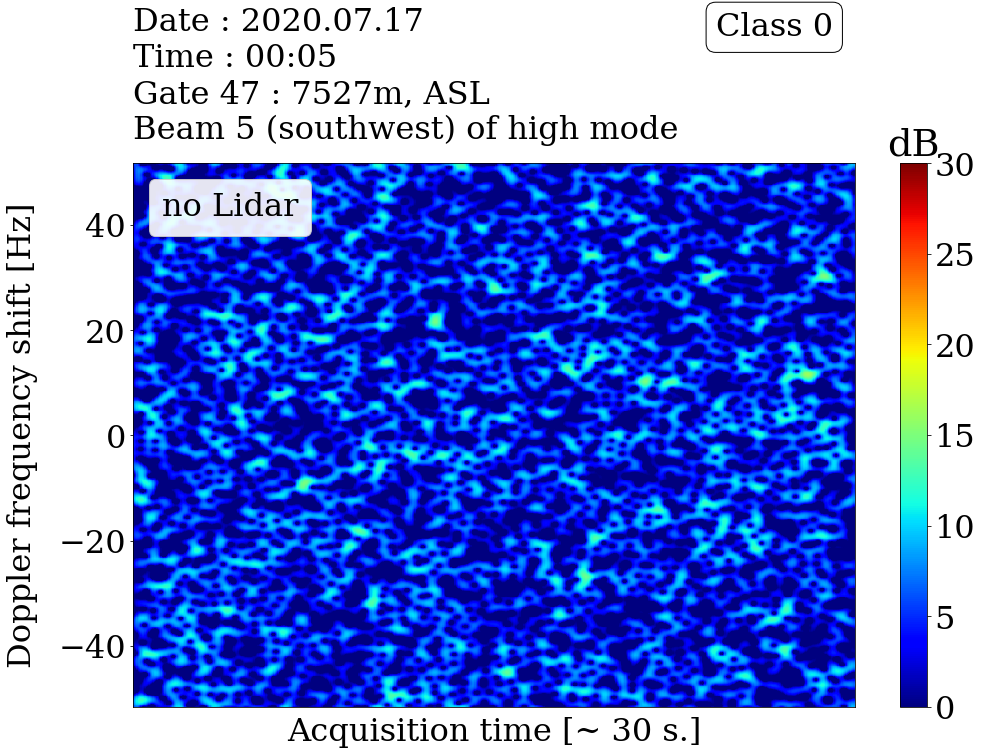 Date : 2020.07.17
Time : 00:05
Gate 47 : 7527m, ASL
Beam 5 (southwest) of high mode
Class 0
dB
no Lidar
Doppler frequency shift [Hz]
40
20
0
−20
−40
Acquisition time [~ 30 s.]
30
25
20
15
10
5
0